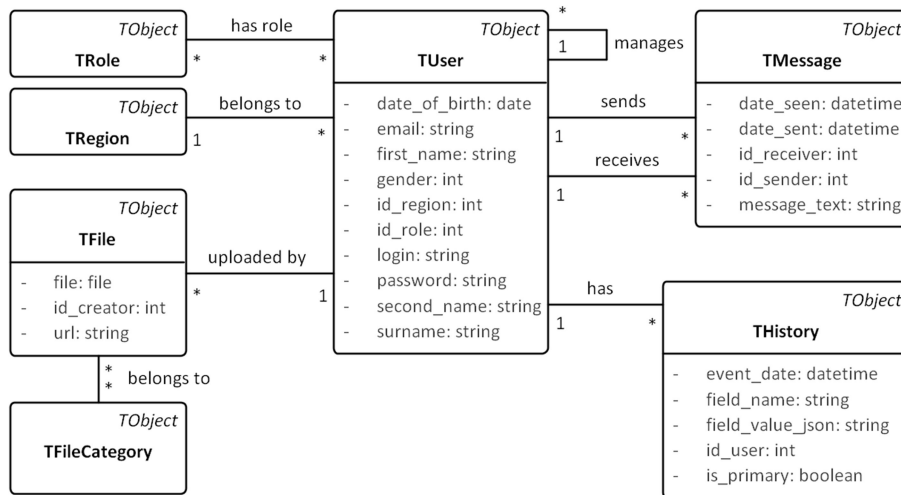 TObject
TRole
has role
*
*
TObject
TRegion
belongs to
1
*
TObject
TUser
- date_of_birth: date
- email: string
- first_name: string
- gender: int
- id_region: int
- id_role: int
- login: string
- password: string
- second_name: string
- surname: string
*
1
manages
sends
1
*
receives
1
*
TObject
TMessage
- date_seen: datetime
- date_sent: datetime
- id_receiver: int
- id_sender: int
- message_text: string
TObject
TFile
- file: file
- id_creator: int
- url: string
uploaded by
*
1
has
1
*
TObject
THistory
- event_date: datetime
- field_name: string
- field_value_json: string
- id_user: int
- is_primary: boolean
*
*
belongs to
TObject
TFileCategory